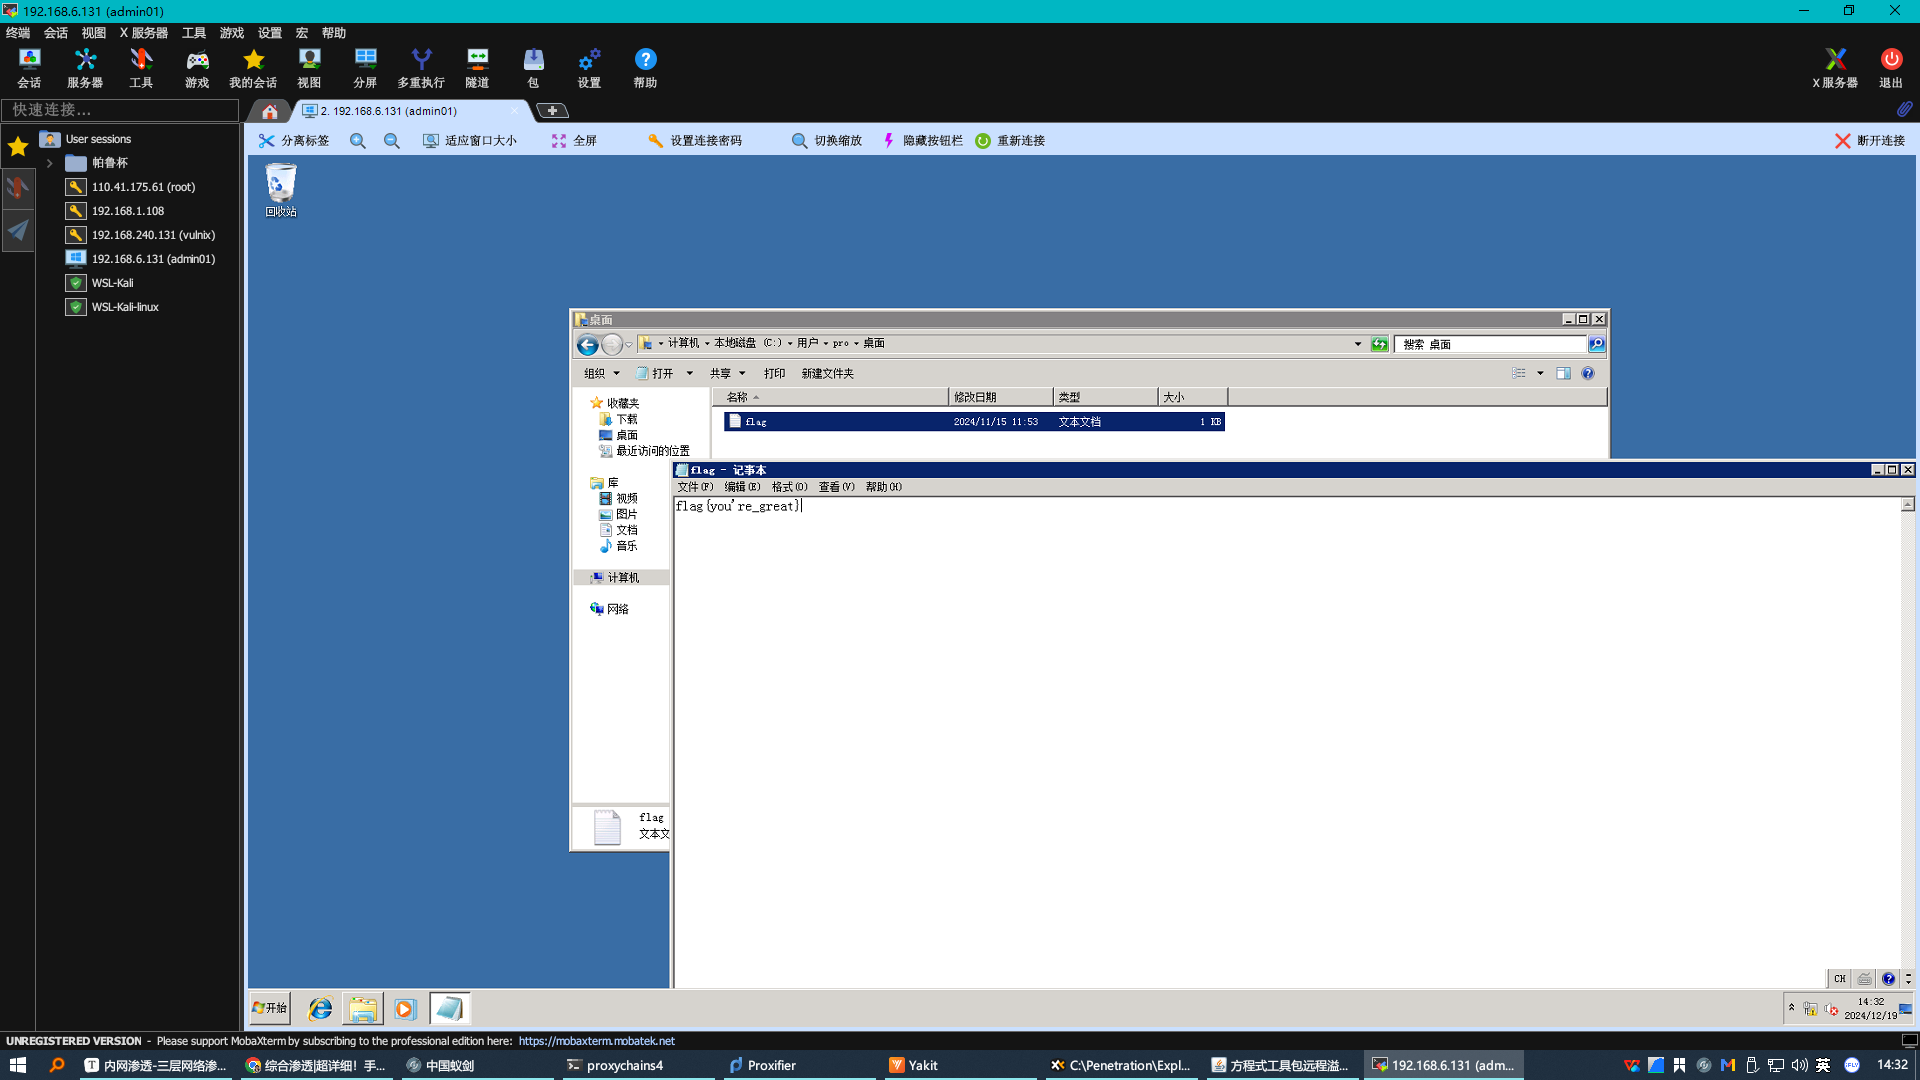 192.168.6.131 (admin01)
终端 会话 视图 X 服务器 工具 游戏 设置 宏 帮助
会话 服务器 工具 游戏 我的会话 视图 分屏 多重执行 隧道 包 设置 帮助 X 服务器 退出
快速连接...
2. 192.168.6.131 (admin01)
分离标签 适应窗口大小 全屏 设置连接密码 切换缩放 隐藏按钮栏 重新连接 断开连接
User sessions
帕鲁杯
110.41.175.61 (root)
192.168.1.108
192.168.240.131 (vulnix)
192.168.6.131 (admin01)
WSL-Kali
WSL-Kali-linux
回收站
桌面
计算机 本地磁盘 (C:) 用户 pro 桌面
搜索 桌面
组织 打开 共享 打印 新建文件夹
收藏夹
下载
桌面
最近访问的位置
库
视频
图片
文档
音乐
计算机
网络
名称 修改日期 类型 大小
flag 2024/11/15 11:53 文本文档 1 KB
flag
文本文
flag - 记事本
文件(F) 编辑(E) 格式(O) 查看(V) 帮助(H)
flag{you're_great}
CH
开始
14:32
2024/12/19
UNREGISTERED VERSION - Please support MobaXterm by subscribing to the professional edition here: https://mobaxterm.mobatek.net
内网渗透-三层网络渗... 综合渗透|超详细！手... 中国蚁剑 proxychains4 Proxifier Yakit C:\Penetration\Expl... 方程式工具包远程溢... 192.168.6.131 (adm... 英 iFLY 14:32